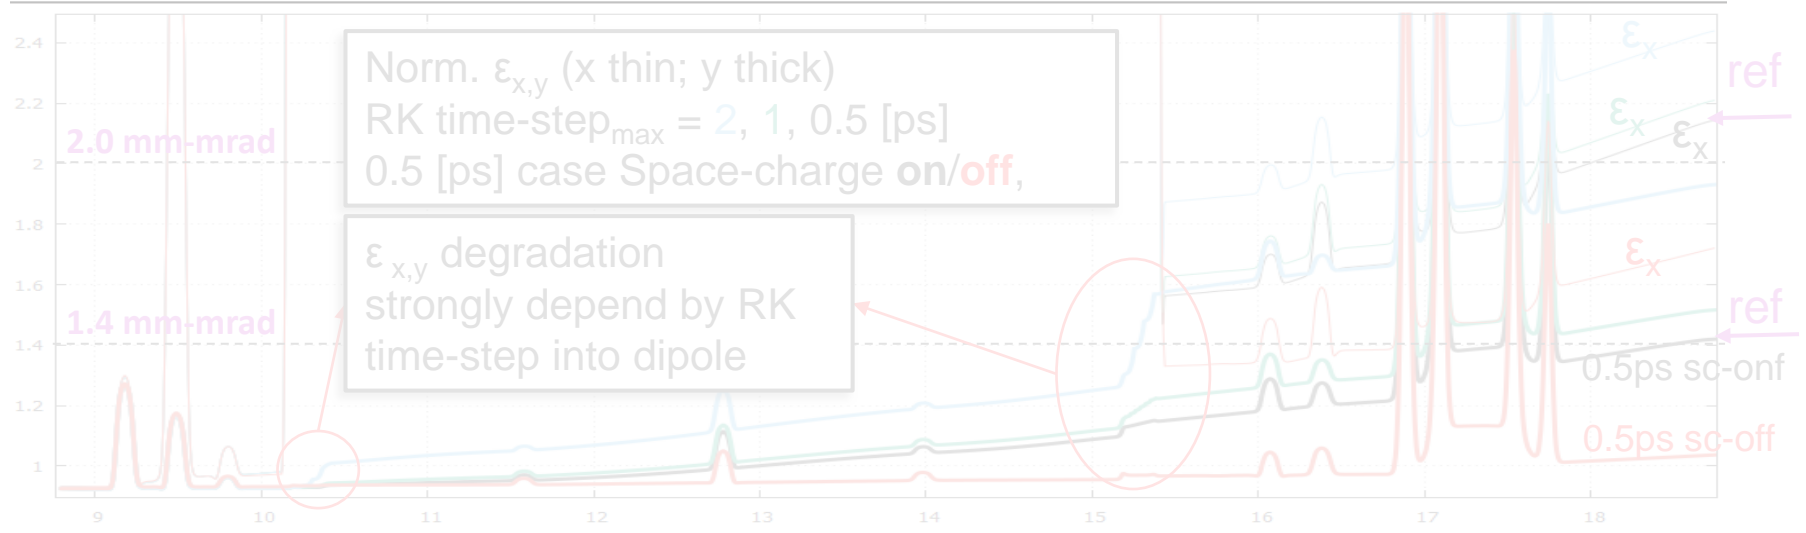 2.4
2.2
2
1.8
1.6
1.4
1.2
1
Norm. ε x,y (x thin; y thick)
RK time-step max = 2, 1, 0.5 [ps]
0.5 [ps] case Space-charge on/off,
ε x,y degradation
strongly depend by RK
time-step into dipole
2.0 mm-mrad
1.4 mm-mrad
εx
ref
εx
εx
εx
ref
0.5ps sc-onf
0.5ps sc-off
9 10 11 12 13 14 15 16 17 18